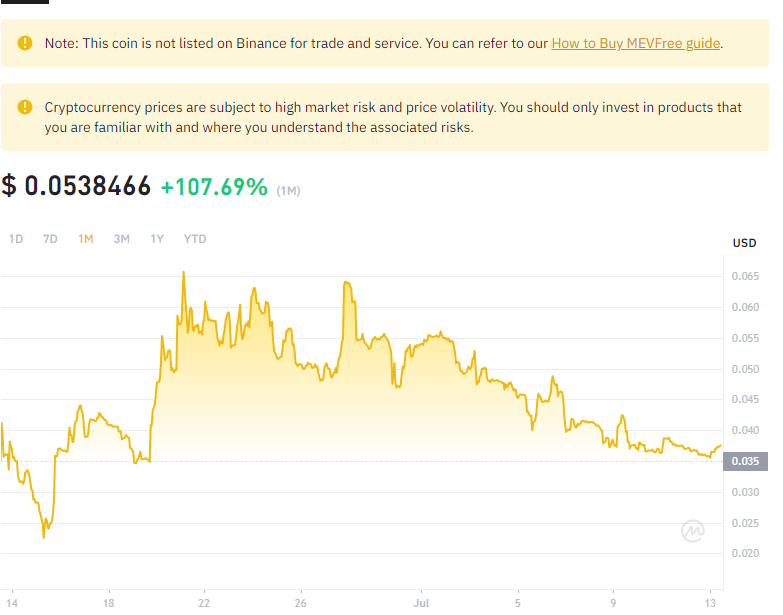 Note: This coin is not listed on Binance for trade and service. You can refer to our How to Buy MEVFree guide.
Cryptocurrency prices are subject to high market risk and price volatility. You should only invest in products that
you are familiar with and where you understand the associated risks.
$ 0.0538466 +107.69% (1M)
1D 7D 1M 3M 1Y YTD
USD
0.065
0.060
0.055
0.050
0.045
0.040
0.035
0.030
0.025
0.020
14 18 22 26 Jul 5 9 13